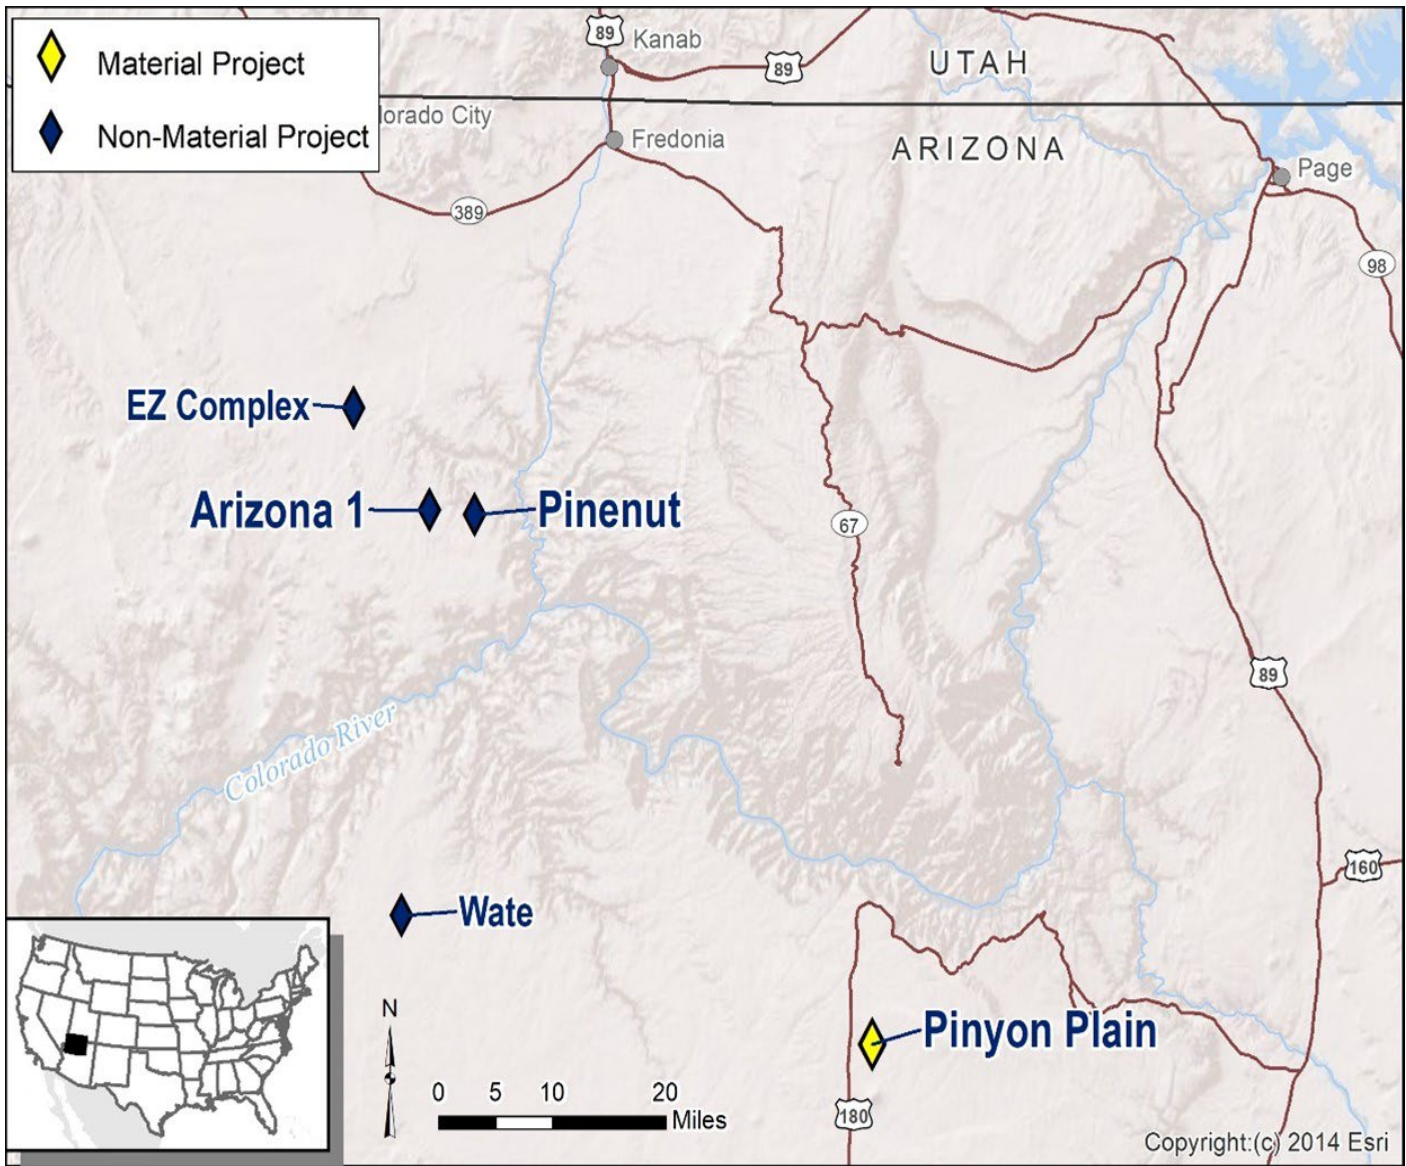 Material Project
Non-Material Project
89
Kanab
89
UTAH
lorado City
Fredonia
ARIZONA
Page
389
98
EZ Complex
Arizona 1
Pinenut
67
89
Colorado River
160
Wate
N
Pinyon Plain
0 5 10 20
Miles
180
Copyright:(c) 2014 Esri